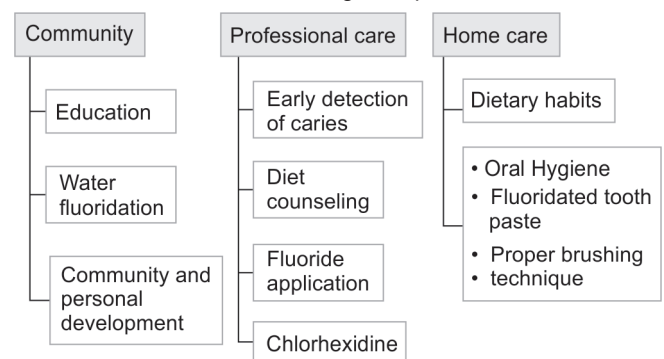 Community
Education
Water
fluoridation
Community and
personal
development
Professional care
Early detection
of caries
Diet
counseling
Fluoride
application
Chlorhexidine
Home care
Dietary habits
• Oral Hygiene
• Fluoridated tooth
paste
• Proper brushing
• technique